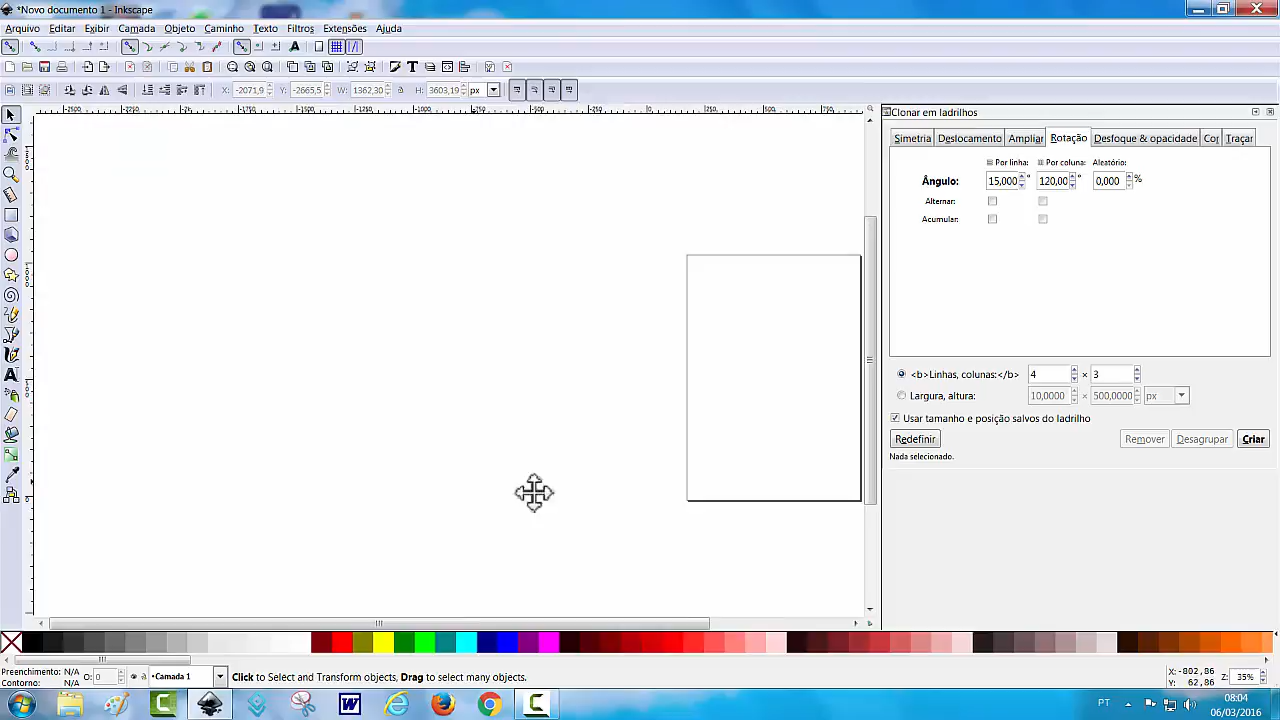 *Novo documento 1 - Inkscape
Arquivo Editar Exibir Camada Objeto Caminho Texto Filtros Extensões Ajuda
X: -2071,9 Y: -2665,5 W: 1362,30 H: 3603,19 px
Clonar em ladrilhos
Simetria Deslocamento Ampliar Rotação Desfoque & opacidade Cor Traçar
Por linha: Por coluna: Aleatório:
Ângulo: 15,000 ° 120,00 ° 0,000 %
Alternar:
Acumular:
<b>Linhas, colunas:</b> 4 × 3
Largura, altura: 10,0000 × 500,0000 px
Usar tamanho e posição salvos do ladrilho
Redefinir Remover Desagrupar Criar
Nada selecionado.
Preenchimento: N/A
Contorno: N/A
O: 0
•Camada 1
Click to Select and Transform objects, Drag to select many objects.
X: -802,86
Y: 62,86
Z: 35%
PT
08:04
06/03/2016